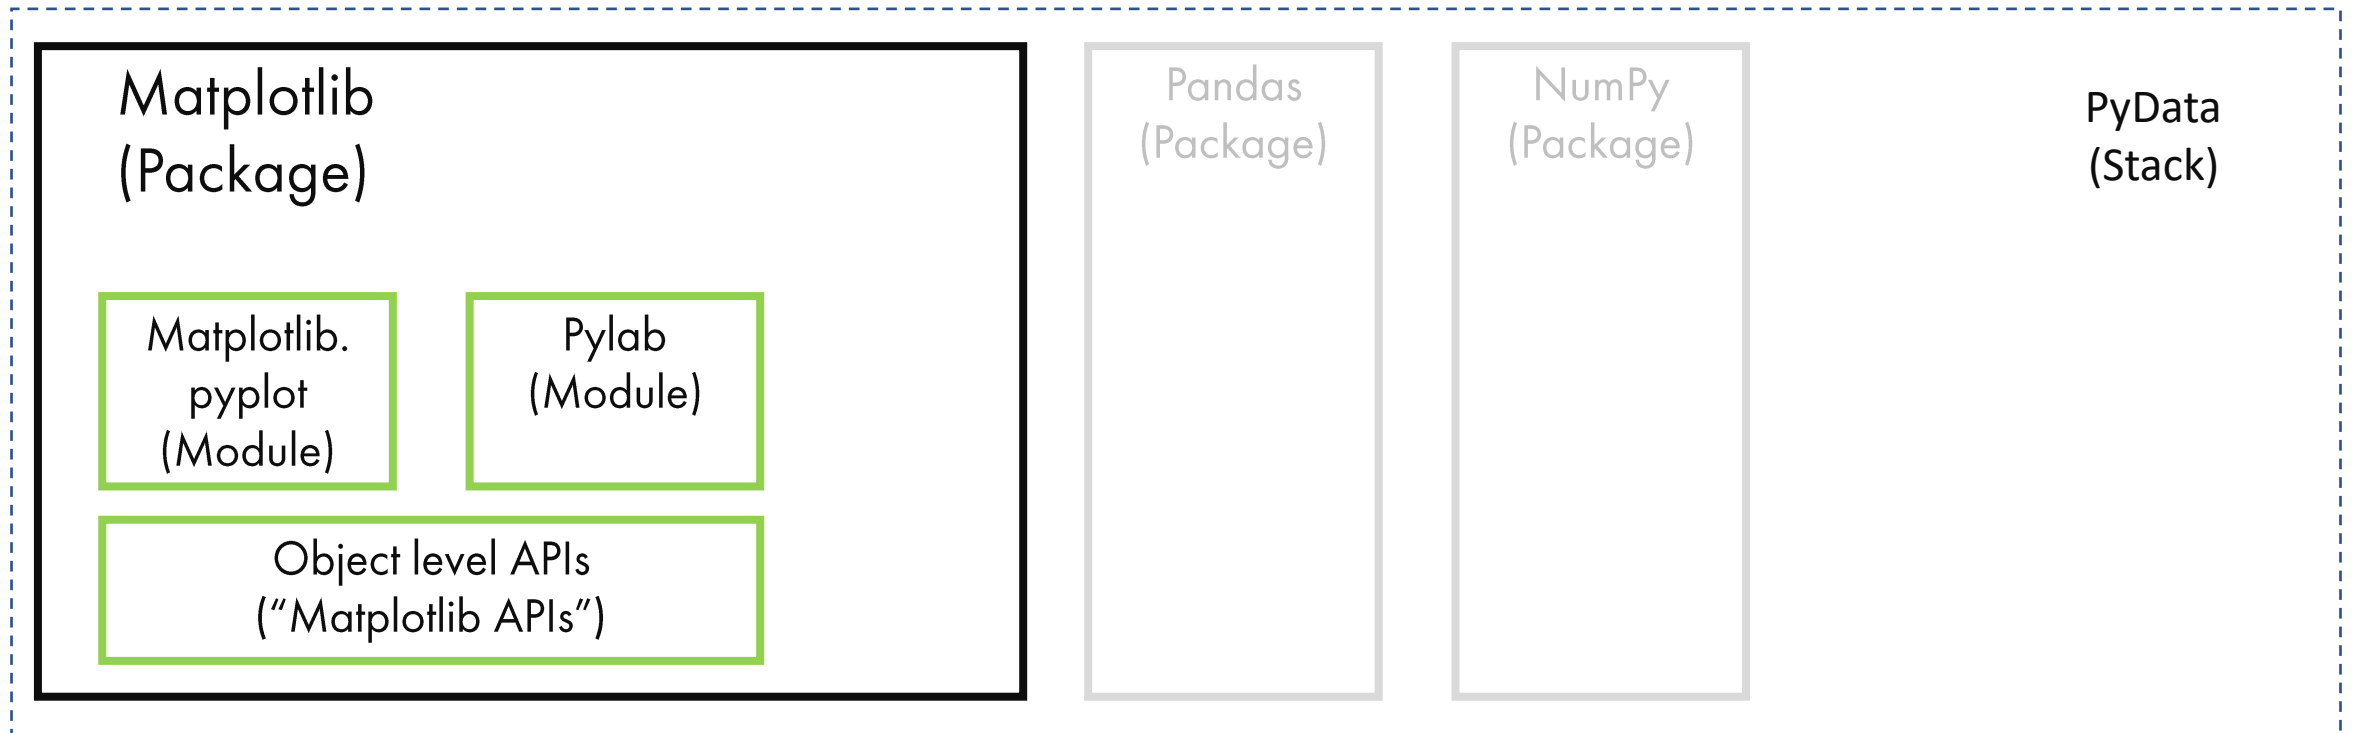 Matplotlib
(Package)
Matplotlib.
pyplot
(Module)
Pylab
(Module)
Object level APIs
(“Matplotlib APIs”)
Pandas
(Package)
NumPy
(Package)
PyData
(Stack)